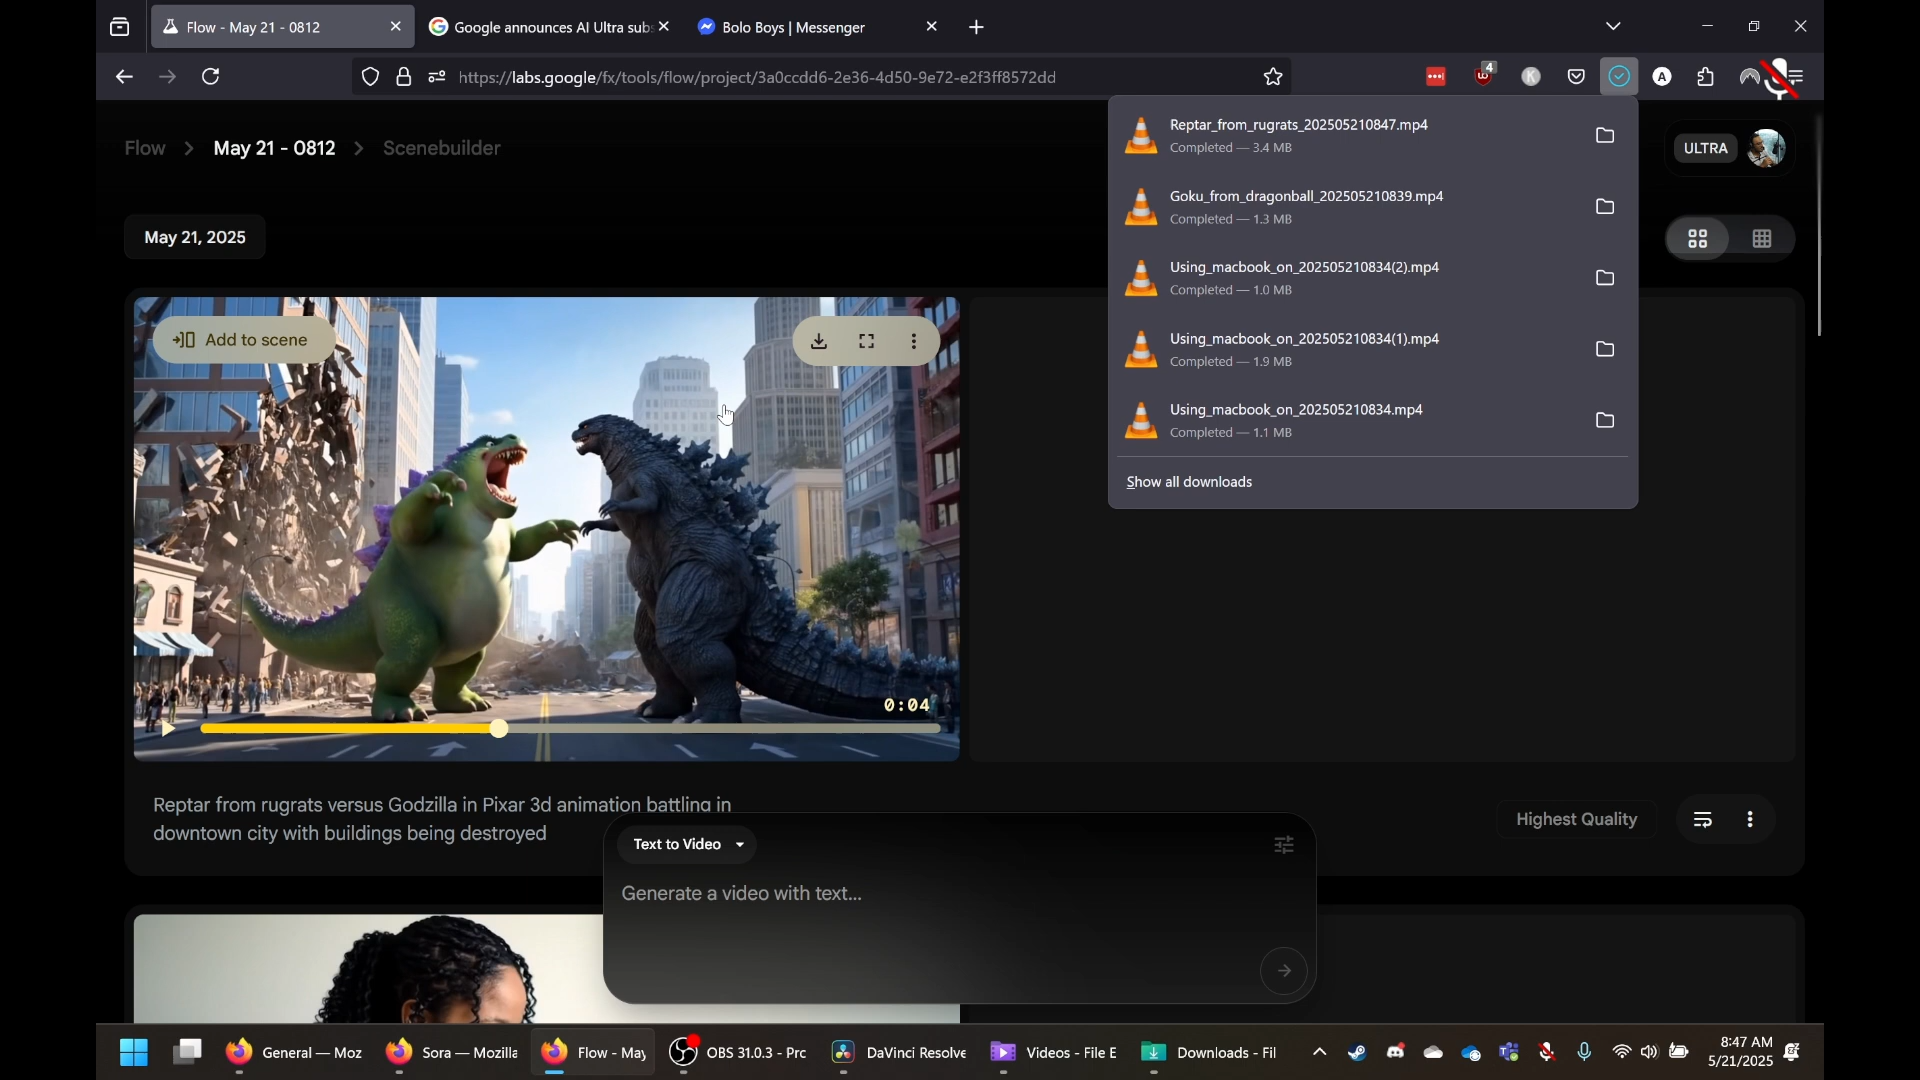 Flow - May 21 - 0812
Google announces AI Ultra subs
Bolo Boys | Messenger
https://labs.google/fx/tools/flow/project/3a0ccdd6-2e36-4d50-9e72-e2f3ff8572dd
4
K
A
Flow > May 21 - 0812 > Scenebuilder
ULTRA
May 21, 2025
Reptar_from_rugrats_202505210847.mp4
Completed — 3.4 MB
Goku_from_dragonball_202505210839.mp4
Completed — 1.3 MB
Using_macbook_on_202505210834(2).mp4
Completed — 1.0 MB
Using_macbook_on_202505210834(1).mp4
Completed — 1.9 MB
Using_macbook_on_202505210834.mp4
Completed — 1.1 MB
Show all downloads
Add to scene
0:04
Reptar from rugrats versus Godzilla in Pixar 3d animation battling in
downtown city with buildings being destroyed
Highest Quality
Text to Video
Generate a video with text...
General — Moz
Sora — Mozilla
Flow - May
OBS 31.0.3 - Prc
DaVinci Resolve
Videos - File E
Downloads - Fil
8:47 AM
5/21/2025